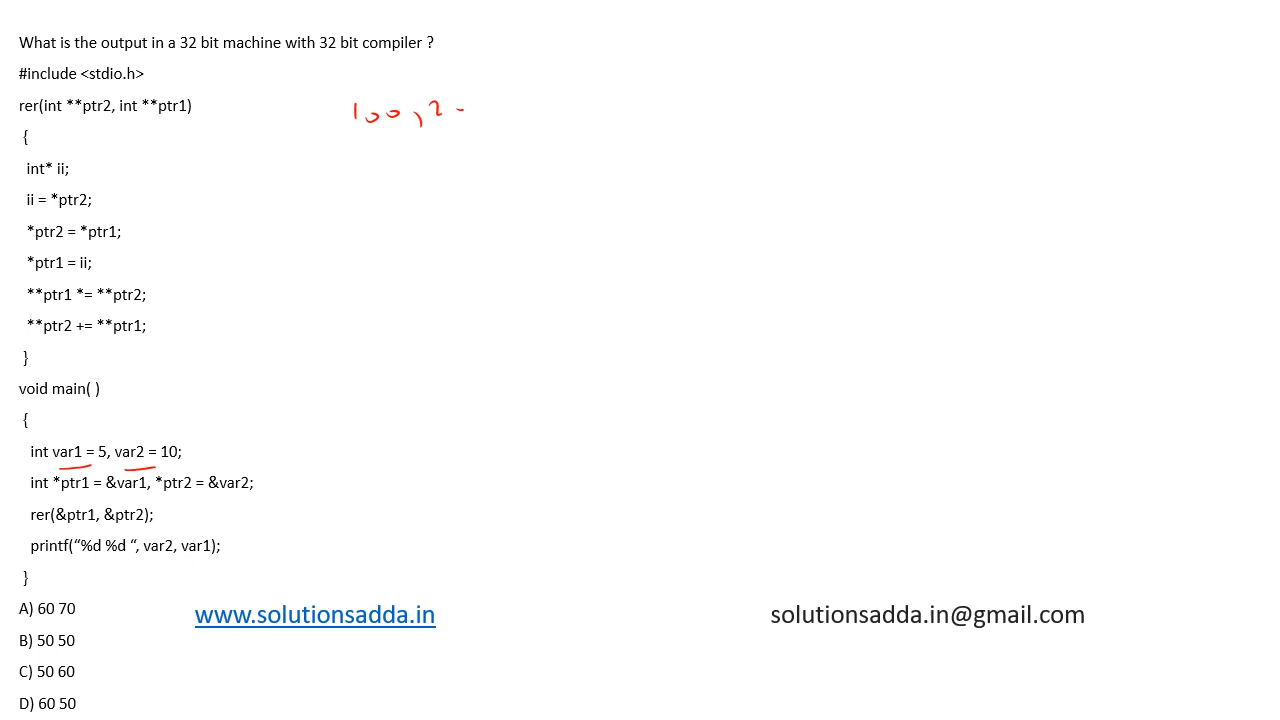 What is the output in a 32 bit machine with 32 bit compiler ?
#include <stdio.h>
rer(int **ptr2, int **ptr1)
100,2-
{
int* ii;
ii = *ptr2;
*ptr2 = *ptr1;
*ptr1 = ii;
**ptr1 *= **ptr2;
**ptr2 += **ptr1;
}
void main( )
{
int var1 = 5, var2 = 10;
int *ptr1 = &var1, *ptr2 = &var2;
rer(&ptr1, &ptr2);
printf(“%d %d “, var2, var1);
}
A) 60 70
www.solutionsadda.in
solutionsadda.in@gmail.com
B) 50 50
C) 50 60
D) 60 50